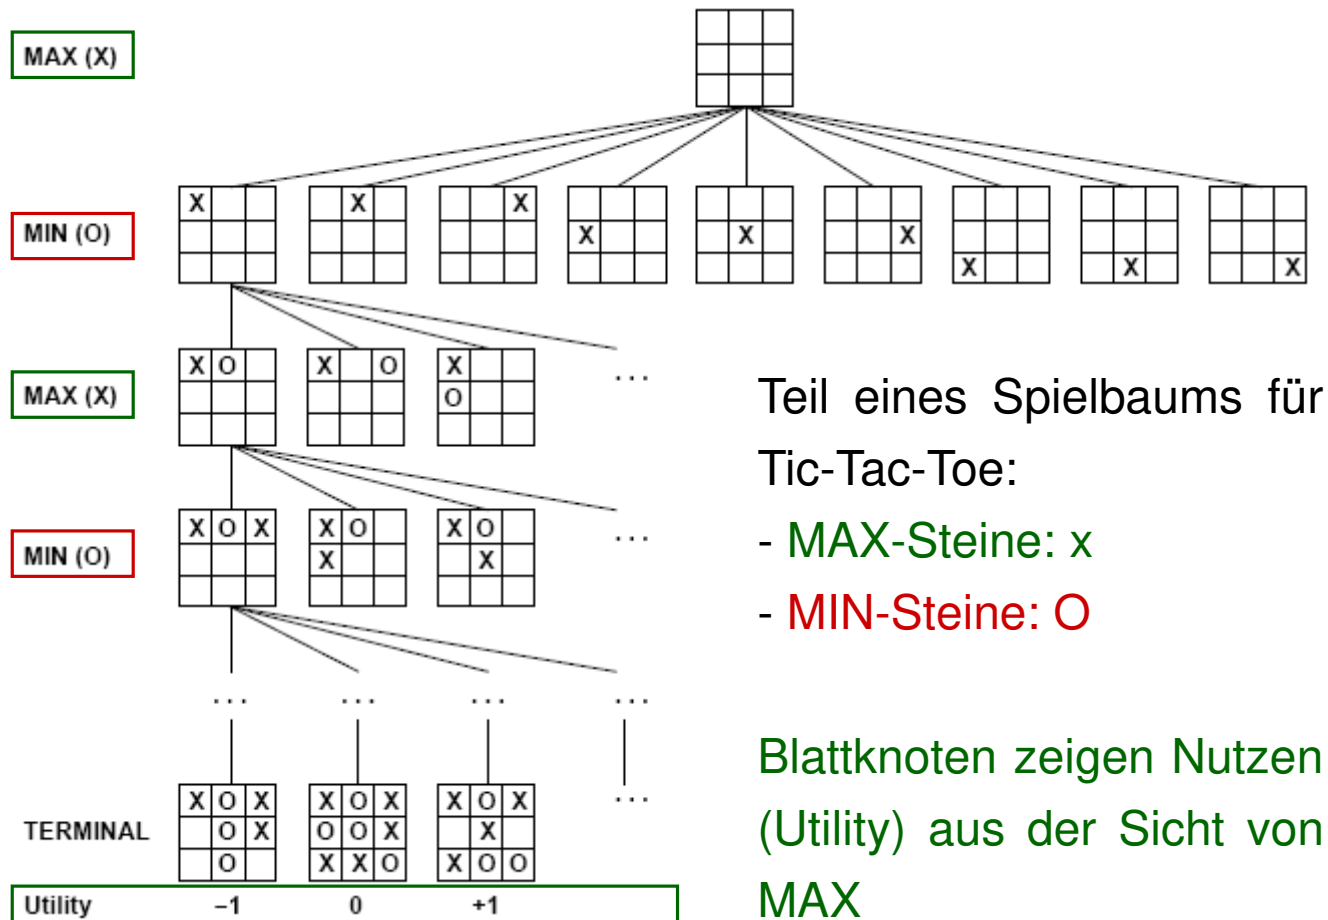 MAX (X)
X X X
MIN (O) X X X
X X X
X O X O X
MAX (X) O . . .
Teil eines Spielbaums für
Tic-Tac-Toe:
X O X X O X O
MIN (O) X X . . .
- MAX-Steine: x
- MIN-Steine: O
. . . . . . . . . . . .
Blattknoten zeigen Nutzen
(Utility) aus der Sicht von
MAX
X O X X O X X O X . . .
TERMINAL O X O O X X
O X X O X O O
Utility −1 0 +1